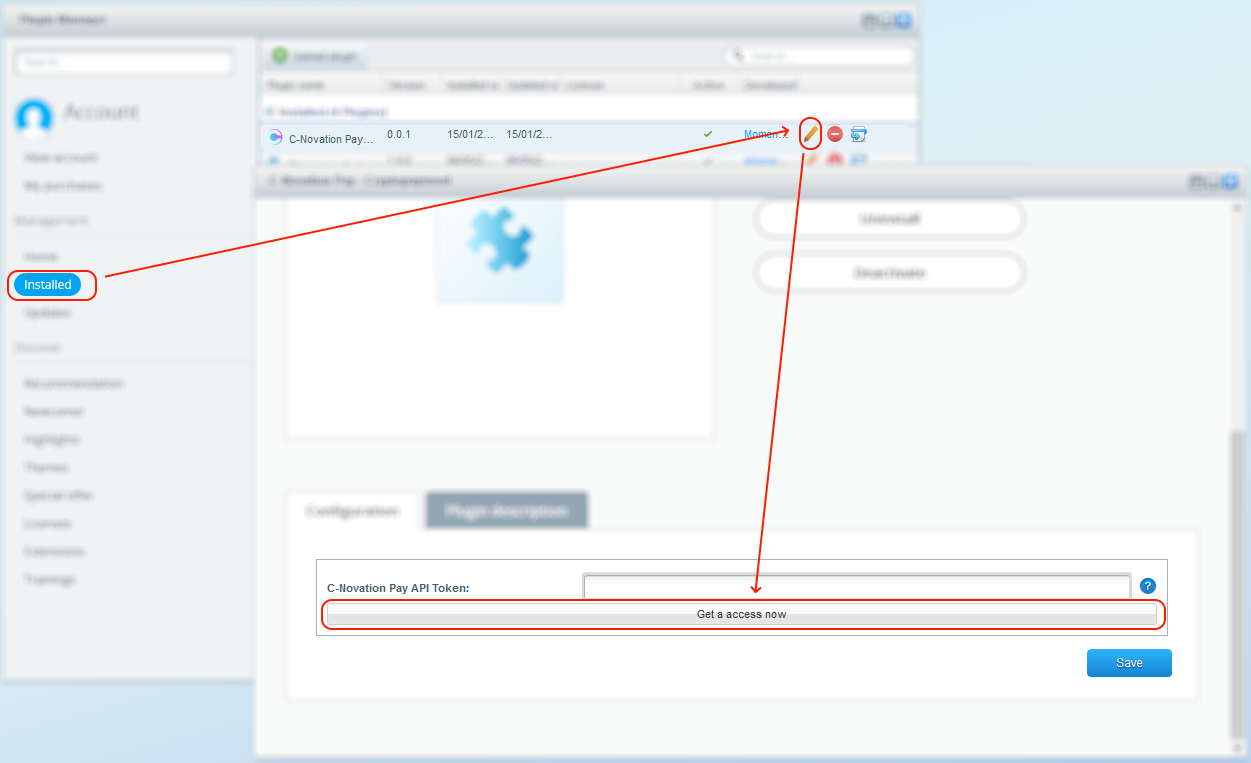 Plugin Manager
Account
View account
My purchases
Management
Home
Installed
Updates
Discover
Recommendation
Newcomer
Highlights
Themes
Special offer
Licenses
Extensions
Trainings
C-Novation Pay... 0.0.1 15/01/2... 15/01/2... Momen...
Uninstall
Deactivate
Configuration Plugin description
C-Novation Pay API Token:
?
Get a access now
Save